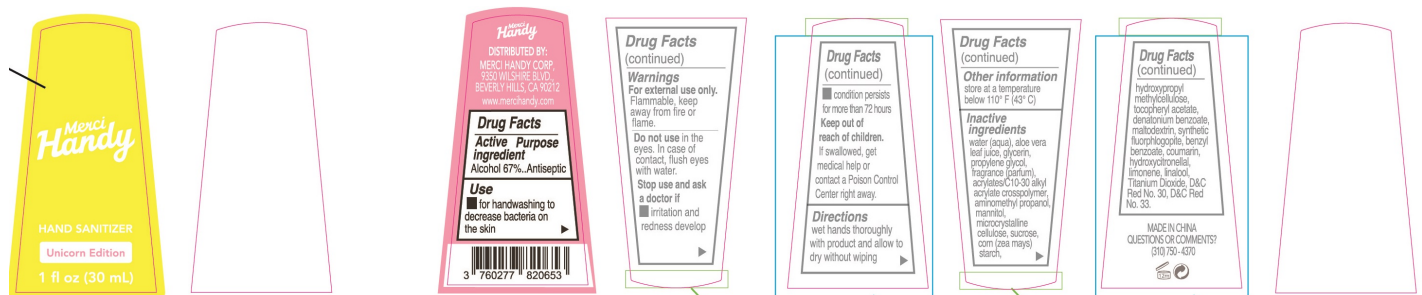 Merci
Handy
HAND SANITIZER
Unicorn Edition
1 fl oz (30 mL)
Merci
Handy
DISTRIBUTED BY:
MERCI HANDY CORP,
9350 WILSHIRE BLVD.,
BEVERLY HILLS, CA 90212
www.mercihandy.com
Drug Facts
Active Purpose
ingredient
Alcohol 67%..Antiseptic
Use
for handwashing to
decrease bacteria on
the skin
3 760277 820653
Drug Facts
(continued)
Warnings
For external use only.
Flammable, keep
away from fire or
flame.
Do not use in the
eyes. In case of
contact, flush eyes
with water.
Stop use and ask
a doctor if
irritation and
redness develop
Drug Facts
(continued)
condition persists
for more than 72 hours
Keep out of
reach of children.
If swallowed, get
medical help or
contact a Poison Control
Center right away.
Directions
wet hands thoroughly
with product and allow to
dry without wiping
Drug Facts
(continued)
Other information
store at a temperature
below 110° F (43° C)
Inactive
ingredients
water (aqua), aloe vera
leaf juice, glycerin,
propylene glycol,
fragrance (parfum),
acrylates/C10-30 alkyl
acrylate crosspolymer,
aminomethyl propanol,
mannitol,
microcrystalline
cellulose, sucrose,
corn (zea mays)
starch,
Drug Facts
(continued)
hydroxypropyl
methylcellulose,
tocopheryl acetate,
denatonium benzoate,
maltodextrin, synthetic
fluorphlogopite, benzyl
benzoate, coumarin,
hydroxycitronellal,
limonene, linalool,
Titanium Dioxide, D&C
Red No. 30, D&C Red
No. 33.
MADE IN CHINA
QUESTIONS OR COMMENTS?
(310) 750 - 4370